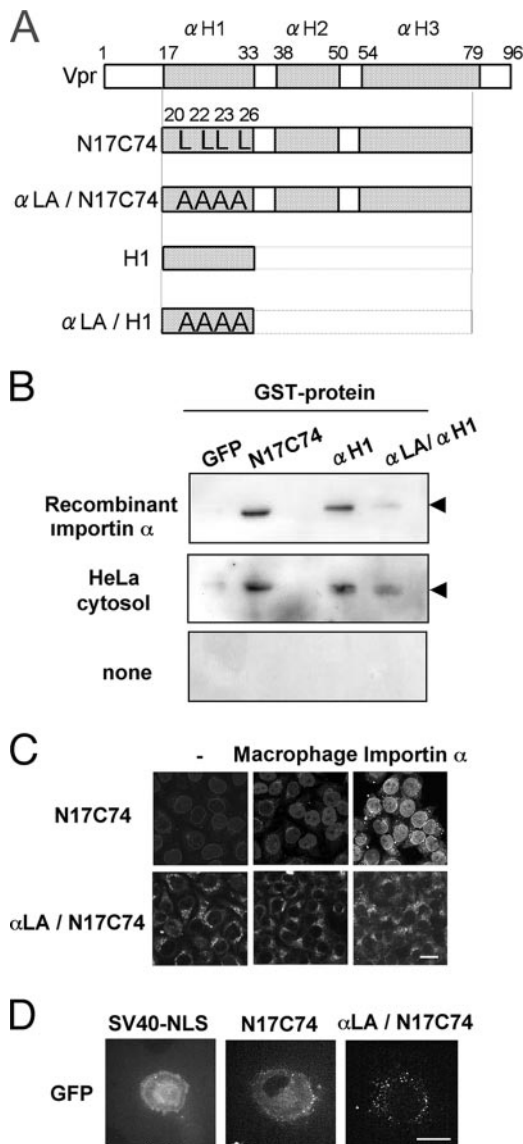 A
αH1 αH2 αH3
1 17 33 38 50 54 79 96
Vpr
20 22 23 26
N17C74 L LL L
αLA / N17C74 AAAA
H1
αLA / H1 AAAA
B
GST-protein
GFP N17C74 αH1 αLA/αH1
Recombinant
importin α
HeLa
cytosol
none
C
- Macrophage Importin α
N17C74
αLA / N17C74
D
SV40-NLS N17C74 αLA / N17C74
GFP